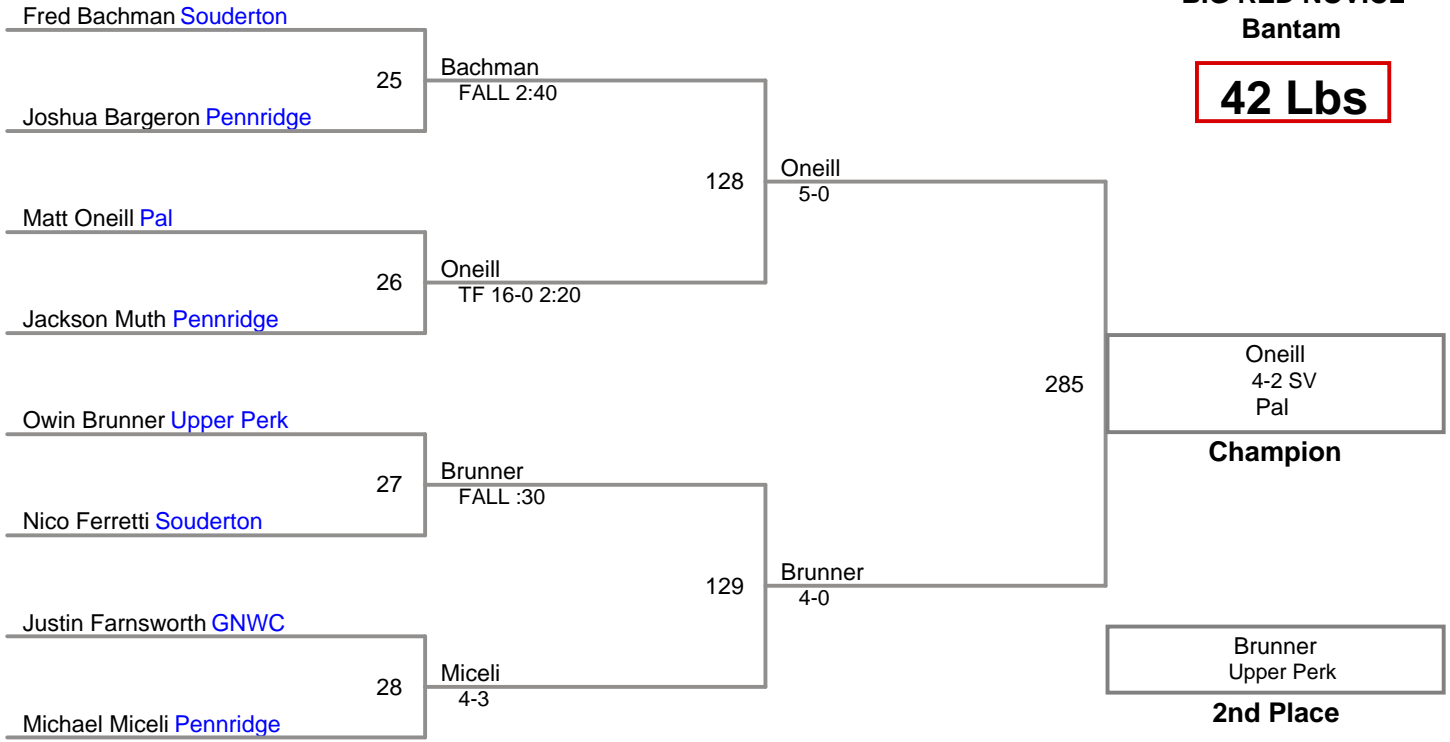 Fred Bachman Souderton
25
Joshua Bargeron Pennridge
Bachman
FALL 2:40
Matt Oneill Pal
26
Jackson Muth Pennridge
Oneill
TF 16-0 2:20
128
Oneill
5-0
Owin Brunner Upper Perk
27
Nico Ferretti Souderton
Brunner
FALL :30
Justin Farnsworth GNWC
28
Michael Miceli Pennridge
Miceli
4-3
129
Brunner
4-0
285
Bantam
42 Lbs
Oneill
4-2 SV
Pal
Champion
Brunner
Upper Perk
2nd Place